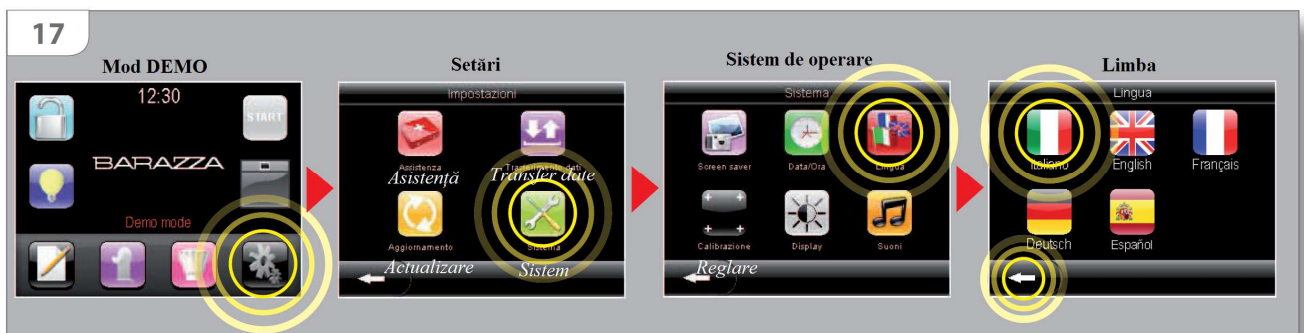 17
Mod DEMO
12:30
START
BARAZZA
Demo mode
Setări
Impostazioni
Assistenza
Trasferimento dati
Asistență
Transfer date
Aggiornamento
Sistema
Actualizare
Sistem
Sistem de operare
Sistema
Screen saver
Data/Ora
Lingua
Calibrazione
Display
Suoni
Reglare
Limba
Lingua
Italiano
English
Français
Deutsch
Español